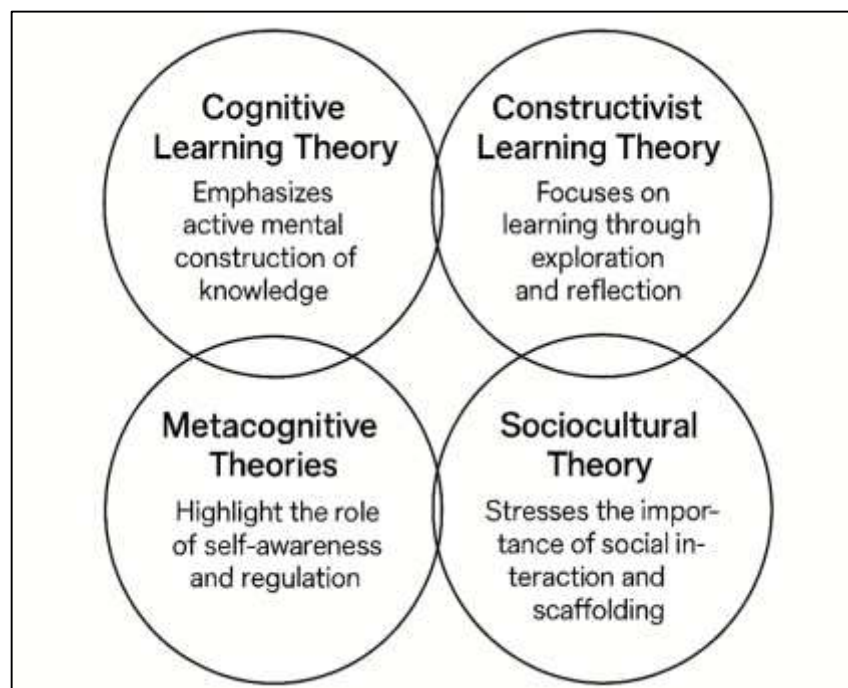 Cognitive
Learning Theory
Emphasizes
active mental
construction of
knowledge
Constructivist
Learning Theory
Focuses on
learning through
exploration
and reflection
Metacognitive
Theories
Highlight the role
of self-awareness
and regulation
Sociocultural
Theory
Stresses the impor-
tance of social in-
teraction and
scaffolding